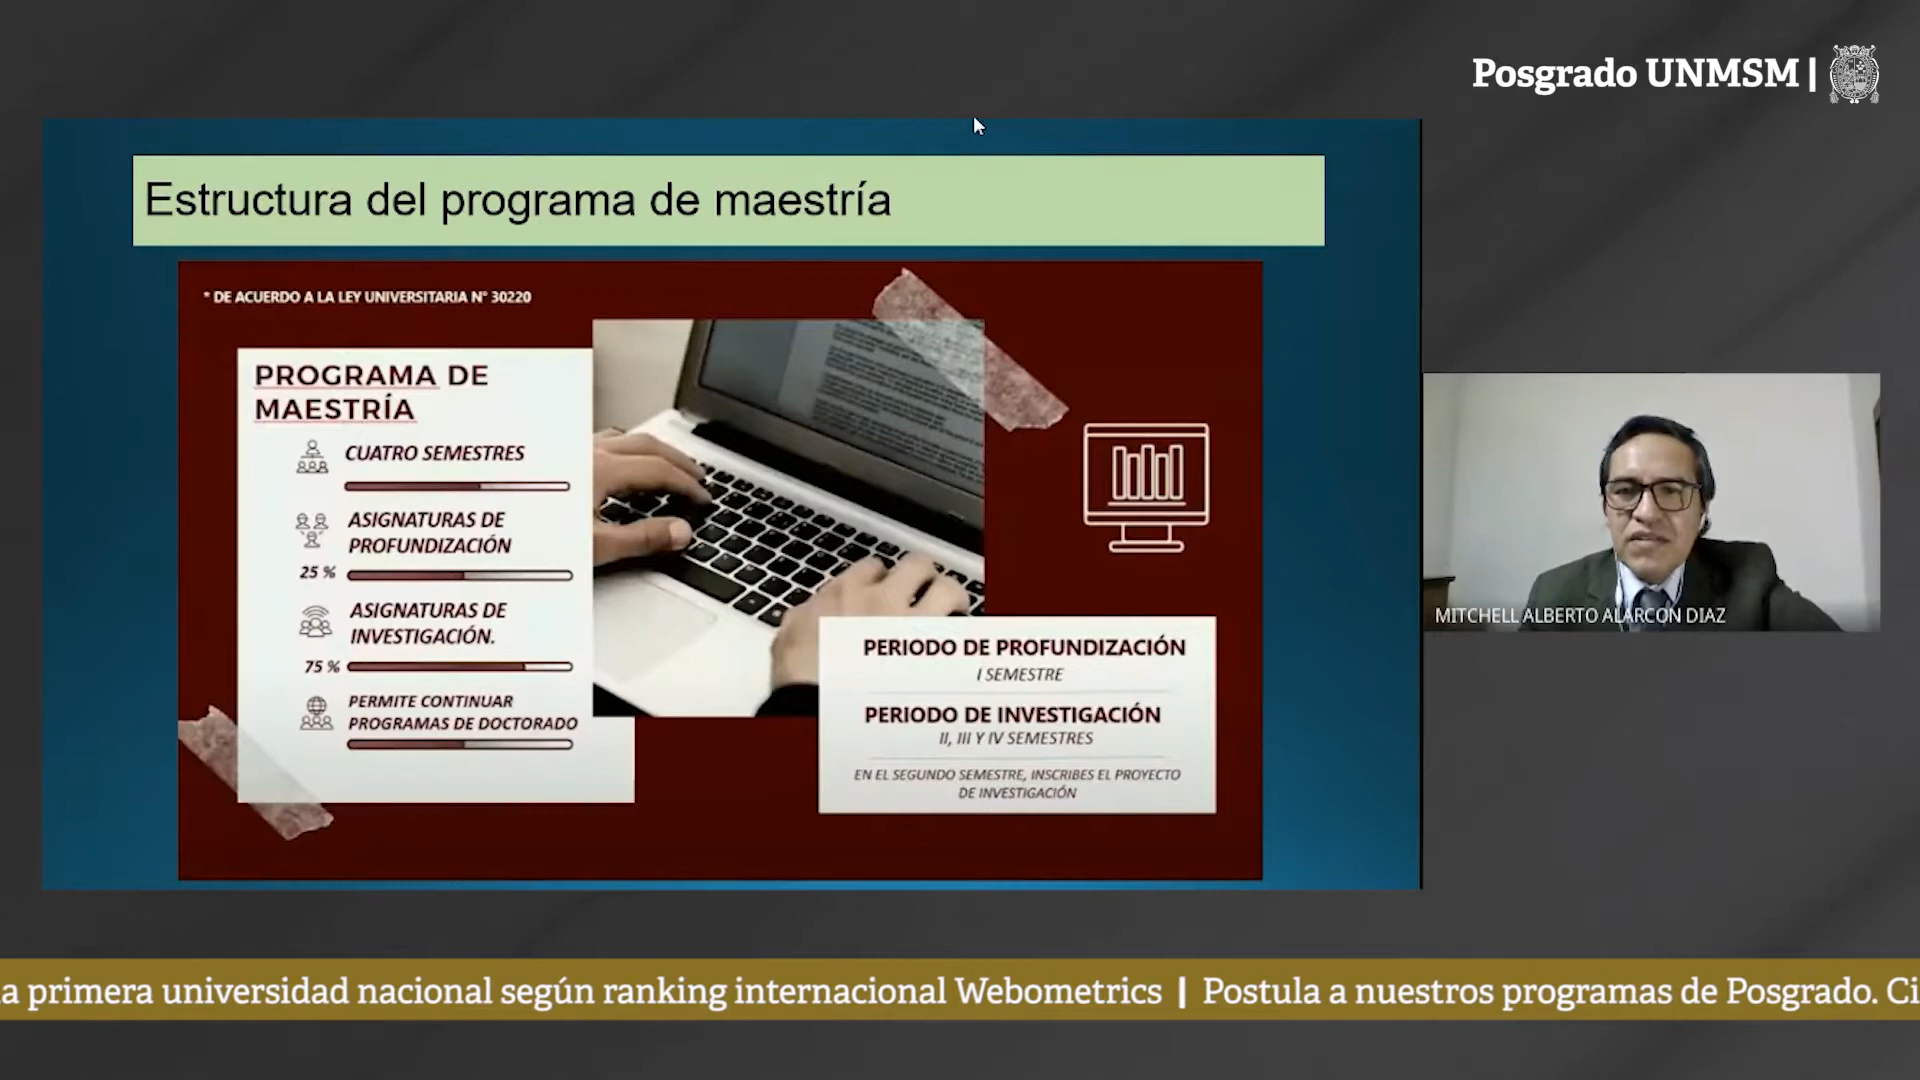 Posgrado UNMSM |
Estructura del programa de maestría
* DE ACUERDO A LA LEY UNIVERSITARIA N° 30220
PROGRAMA DE
MAESTRÍA
CUATRO SEMESTRES
ASIGNATURAS DE
PROFUNDIZACIÓN
25 %
ASIGNATURAS DE
INVESTIGACIÓN.
75 %
PERMITE CONTINUAR
PROGRAMAS DE DOCTORADO
PERIODO DE PROFUNDIZACIÓN
I SEMESTRE
PERIODO DE INVESTIGACIÓN
II, III Y IV SEMESTRES
EN EL SEGUNDO SEMESTRE, INSCRIBES EL PROYECTO
DE INVESTIGACIÓN
MITCHELL ALBERTO ALARCON DIAZ
a primera universidad nacional según ranking internacional Webometrics | Postula a nuestros programas de Posgrado. Ci